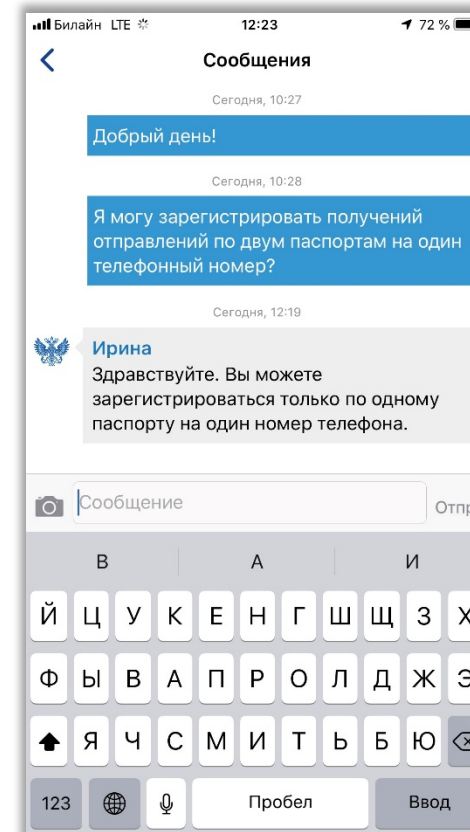 Билайн LTE 12:23 72 %
Сообщения
Сегодня, 10:27
Добрый день!
Сегодня, 10:28
Я могу зарегистрировать получений
отправлений по двум паспортам на один
телефонный номер?
Сегодня, 12:19
Ирина
Здравствуйте. Вы можете
зарегистрироваться только по одному
паспорту на один номер телефона.
Сообщение Отпр
В А И
Й Ц У К Е Н Г Ш Щ З Х
Ф Ы В А П Р О Л Д Ж Э
Я Ч С М И Т Ь Б Ю
123 Пробел Ввод